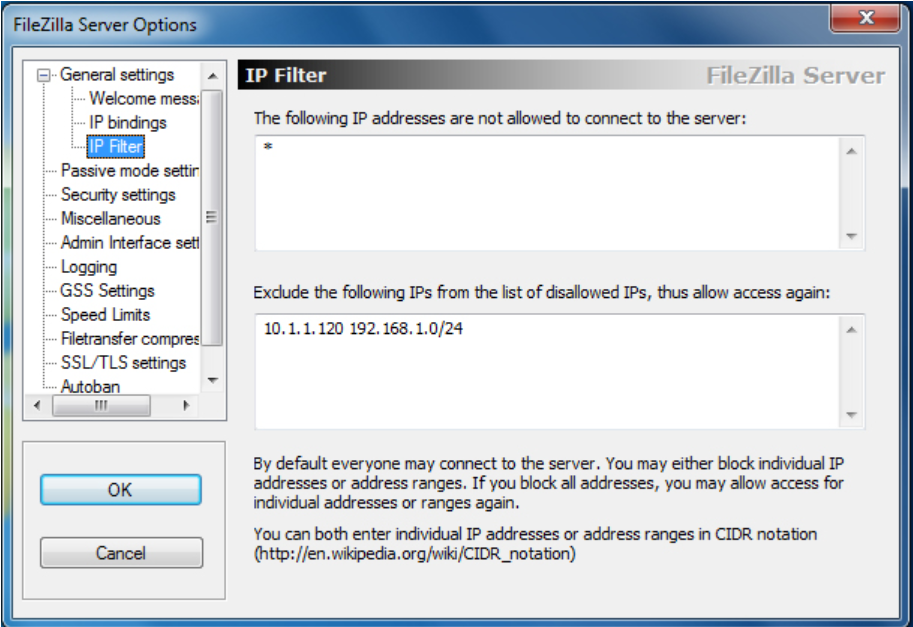 FileZilla Server Options
General settings
Welcome mess
IP bindings
IP Filter
Passive mode settin
Security settings
Miscellaneous
Admin Interface sett
Logging
GSS Settings
Speed Limits
Filetransfer compres
SSL/TLS settings
Autoban
OK
Cancel
IP Filter
FileZilla Server
The following IP addresses are not allowed to connect to the server:
*
Exclude the following IPs from the list of disallowed IPs, thus allow access again:
10.1.1.120 192.168.1.0/24
By default everyone may connect to the server. You may either block individual IP
addresses or address ranges. If you block all addresses, you may allow access for
individual addresses or ranges again.
You can both enter individual IP addresses or address ranges in CIDR notation
(http://en.wikipedia.org/wiki/CIDR_notation)